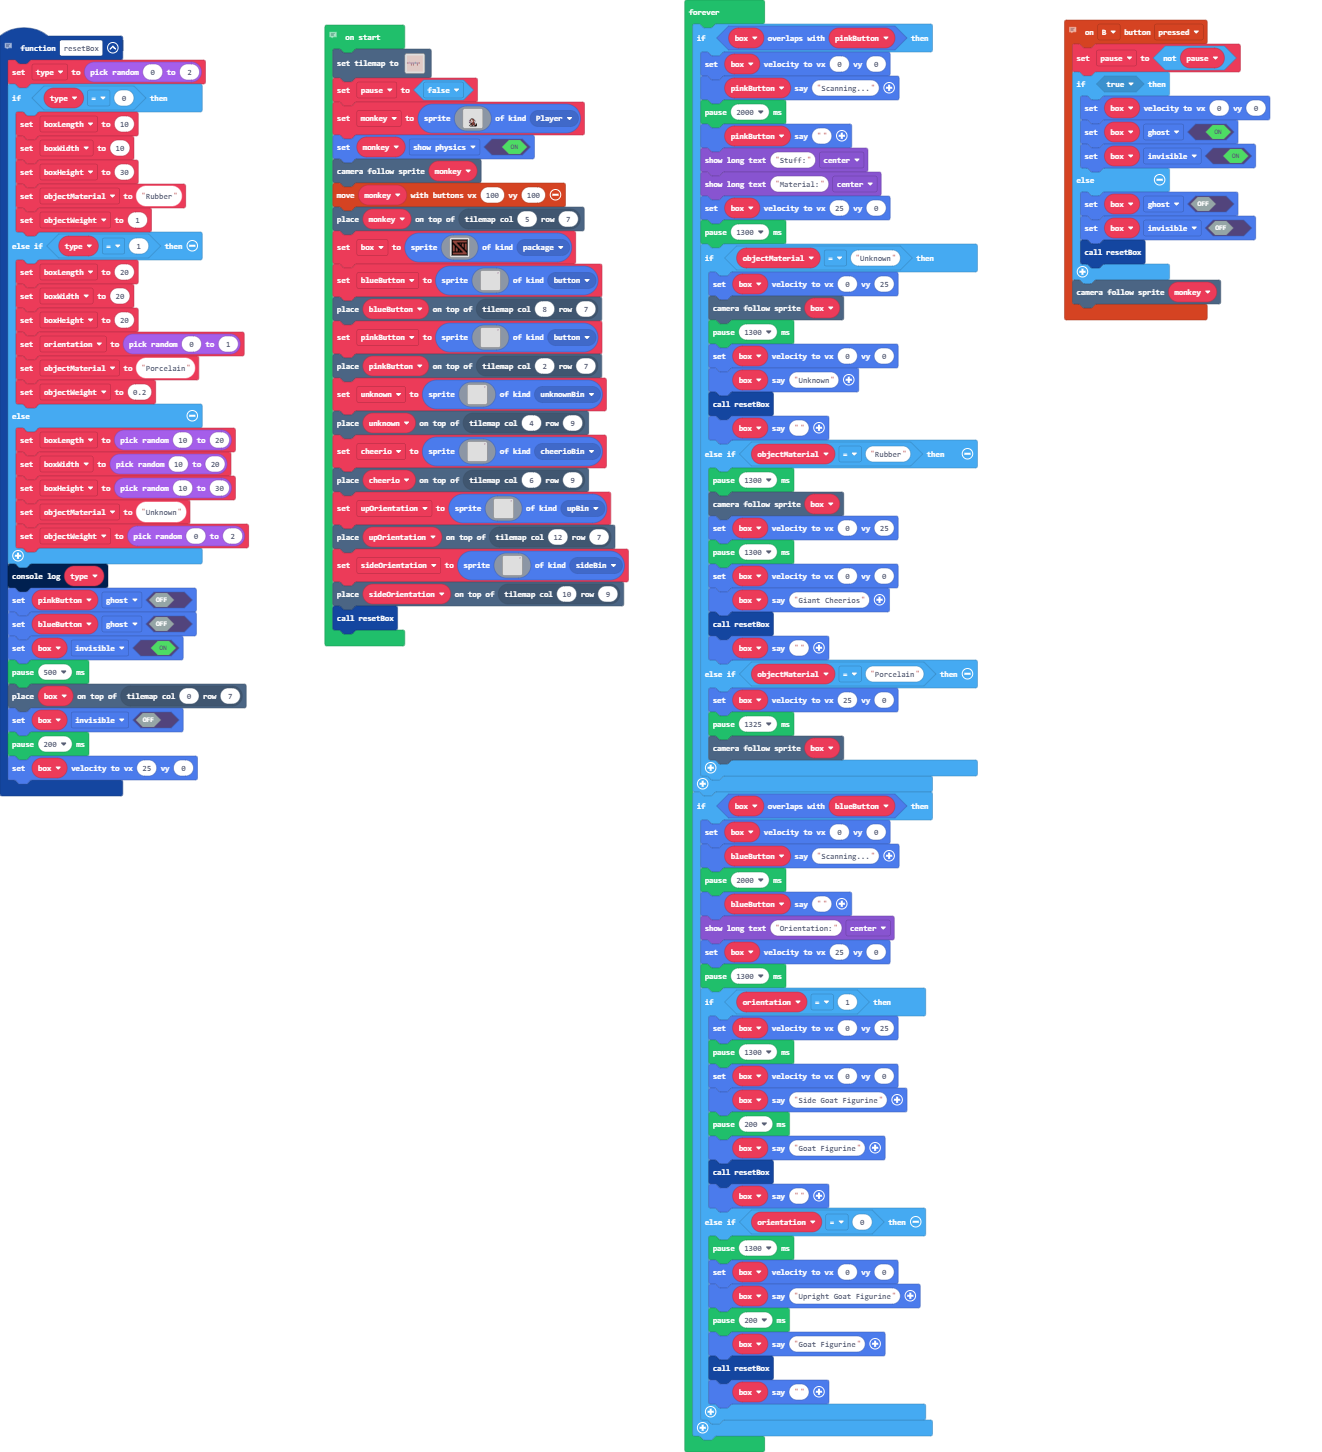 function resetBox
set type to pick random 0 to 2
if type = 0 then
set boxLength to 10
set boxWidth to 10
set boxHeight to 30
set objectMaterial to "Rubber"
set objectWeight to 1
else if type = 1 then
set boxLength to 20
set boxWidth to 20
set boxHeight to 20
set orientation to pick random 0 to 1
set objectMaterial to "Porcelain"
set objectWeight to 0.2
else
set boxLength to pick random 10 to 20
set boxWidth to pick random 10 to 20
set boxHeight to pick random 10 to 30
set objectMaterial to "Unknown"
set objectWeight to pick random 0 to 2
console log type
set pinkButton ghost OFF
set blueButton ghost OFF
set box invisible ON
pause 500 ms
place box on top of tilemap col 0 row 7
set box invisible OFF
pause 200 ms
set box velocity to vx 25 vy 0
on start
set tilemap to
set pause to false
set monkey to sprite of kind Player
set monkey show physics ON
camera follow sprite monkey
move monkey with buttons vx 100 vy 100
place monkey on top of tilemap col 5 row 7
set box to sprite of kind package
set blueButton to sprite of kind button
place blueButton on top of tilemap col 8 row 7
set pinkButton to sprite of kind button
place pinkButton on top of tilemap col 2 row 7
set unknown to sprite of kind unknownBin
place unknown on top of tilemap col 4 row 9
set cheerio to sprite of kind cheerioBin
place cheerio on top of tilemap col 6 row 9
set upOrientation to sprite of kind upBin
place upOrientation on top of tilemap col 12 row 7
set sideOrientation to sprite of kind sideBin
place sideOrientation on top of tilemap col 10 row 9
call resetBox
forever
if box overlaps with pinkButton then
set box velocity to vx 0 vy 0
pinkButton say "Scanning..."
pause 2000 ms
pinkButton say " "
show long text "Stuff:" center
show long text "Material:" center
set box velocity to vx 25 vy 0
pause 1300 ms
if objectMaterial = "Unknown" then
set box velocity to vx 0 vy 25
camera follow sprite box
pause 1300 ms
set box velocity to vx 0 vy 0
box say "Unknown"
call resetBox
box say " "
else if objectMaterial = "Rubber" then
pause 1300 ms
camera follow sprite box
set box velocity to vx 0 vy 25
pause 1300 ms
set box velocity to vx 0 vy 0
box say "Giant Cheerios"
call resetBox
box say " "
else if objectMaterial = "Porcelain" then
set box velocity to vx 25 vy 0
pause 1325 ms
camera follow sprite box
if box overlaps with blueButton then
set box velocity to vx 0 vy 0
blueButton say "Scanning..."
pause 2000 ms
blueButton say " "
show long text "Orientation:" center
set box velocity to vx 25 vy 0
pause 1300 ms
if orientation = 1 then
set box velocity to vx 0 vy 25
pause 1300 ms
set box velocity to vx 0 vy 0
box say "Side Goat Figurine"
pause 200 ms
box say "Goat Figurine"
call resetBox
box say " "
else if orientation = 0 then
pause 1300 ms
set box velocity to vx 0 vy 0
box say "Upright Goat Figurine"
pause 200 ms
box say "Goat Figurine"
call resetBox
box say " "
on B button pressed
set pause to not pause
if true then
set box velocity to vx 0 vy 0
set box ghost ON
set box invisible ON
else
set box ghost OFF
set box invisible OFF
call resetBox
camera follow sprite monkey